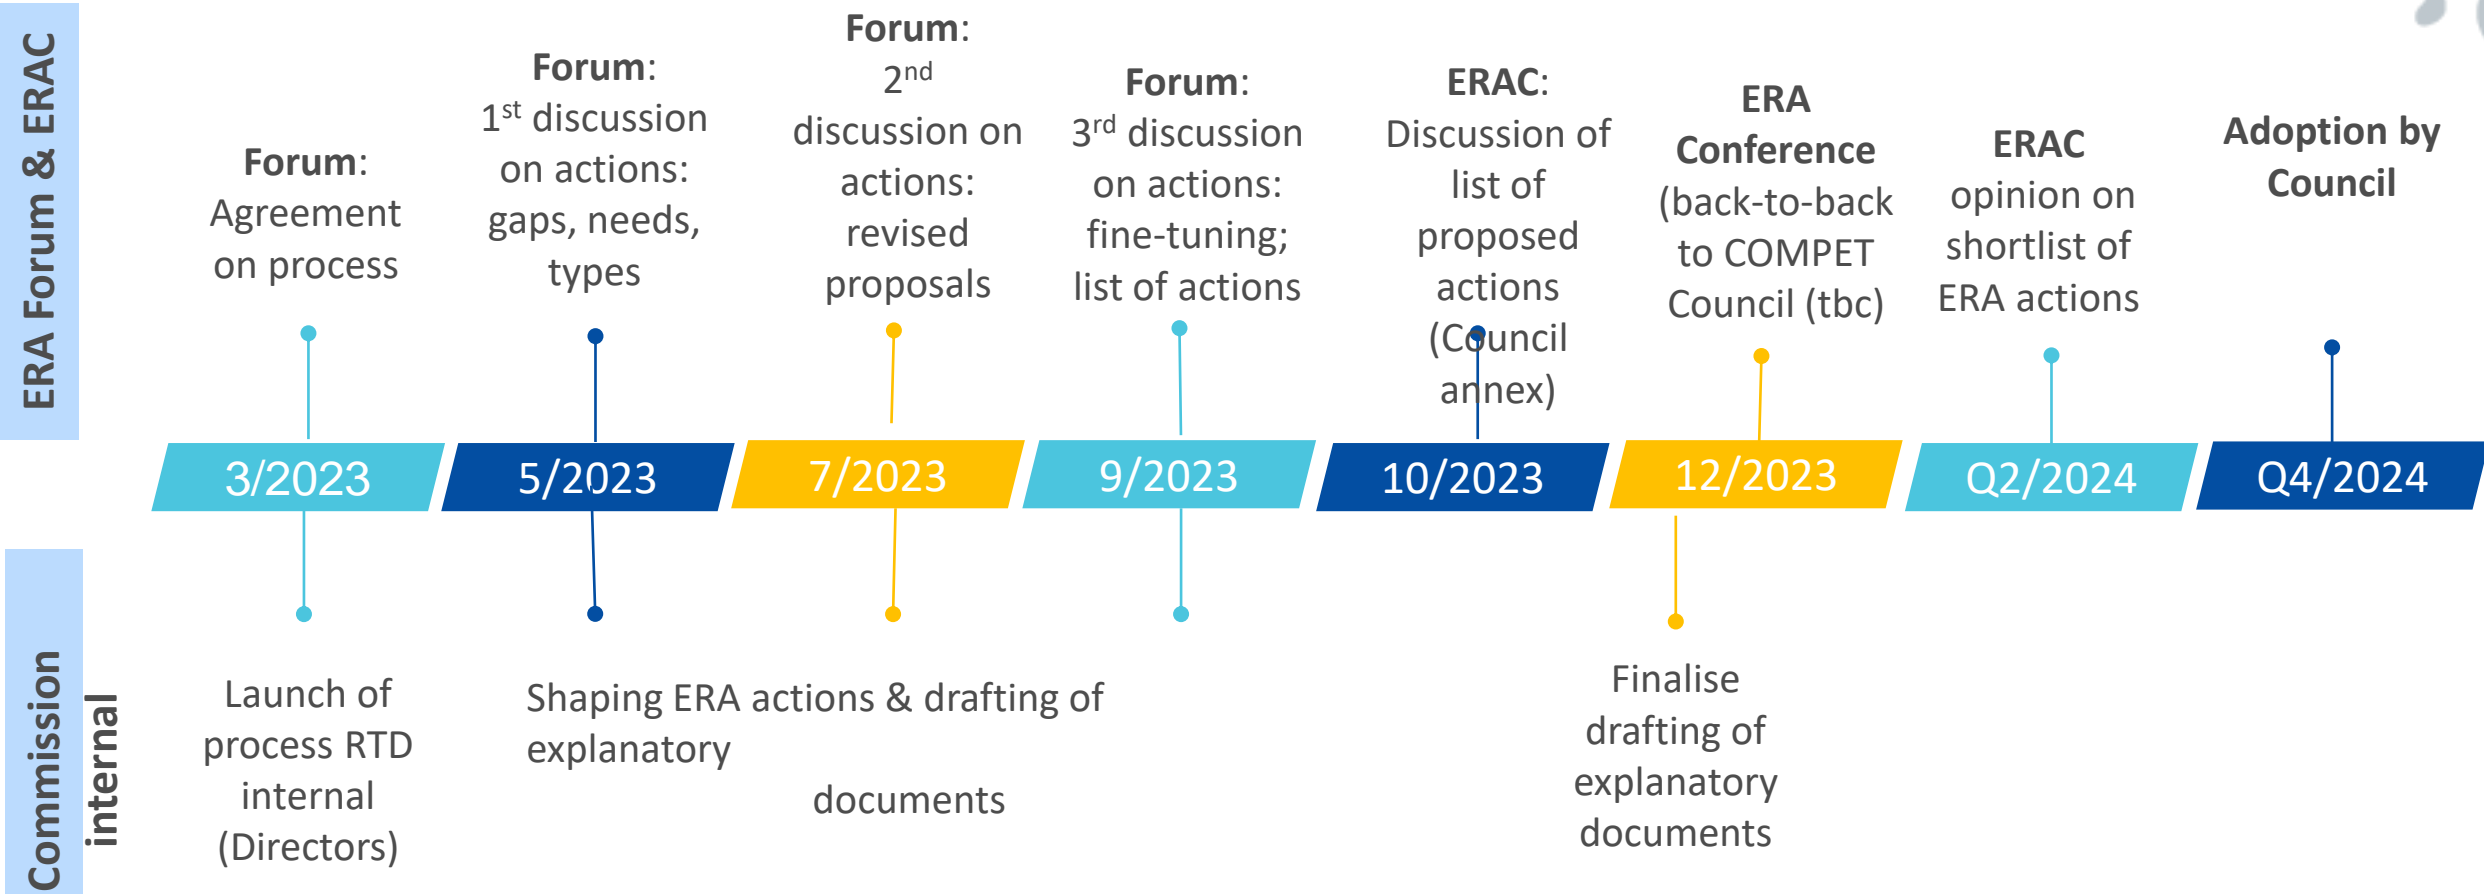 ERA Forum & ERAC
Forum:
Agreement
on process
Forum:
1st discussion
on actions:
gaps, needs,
types
Forum:
2nd
discussion on
actions:
revised
proposals
Forum:
3rd discussion
on actions:
fine-tuning;
list of actions
ERAC:
Discussion of
list of
proposed
actions
(Council
annex)
ERA
Conference
(back-to-back
to COMPET
Council (tbc)
ERAC
opinion on
shortlist of
ERA actions
Adoption by
Council
3/2023
5/2023
7/2023
9/2023
10/2023
12/2023
Q2/2024
Q4/2024
Commission
internal
Launch of
process RTD
internal
(Directors)
Shaping ERA actions & drafting of
explanatory
documents
Finalise
drafting of
explanatory
documents